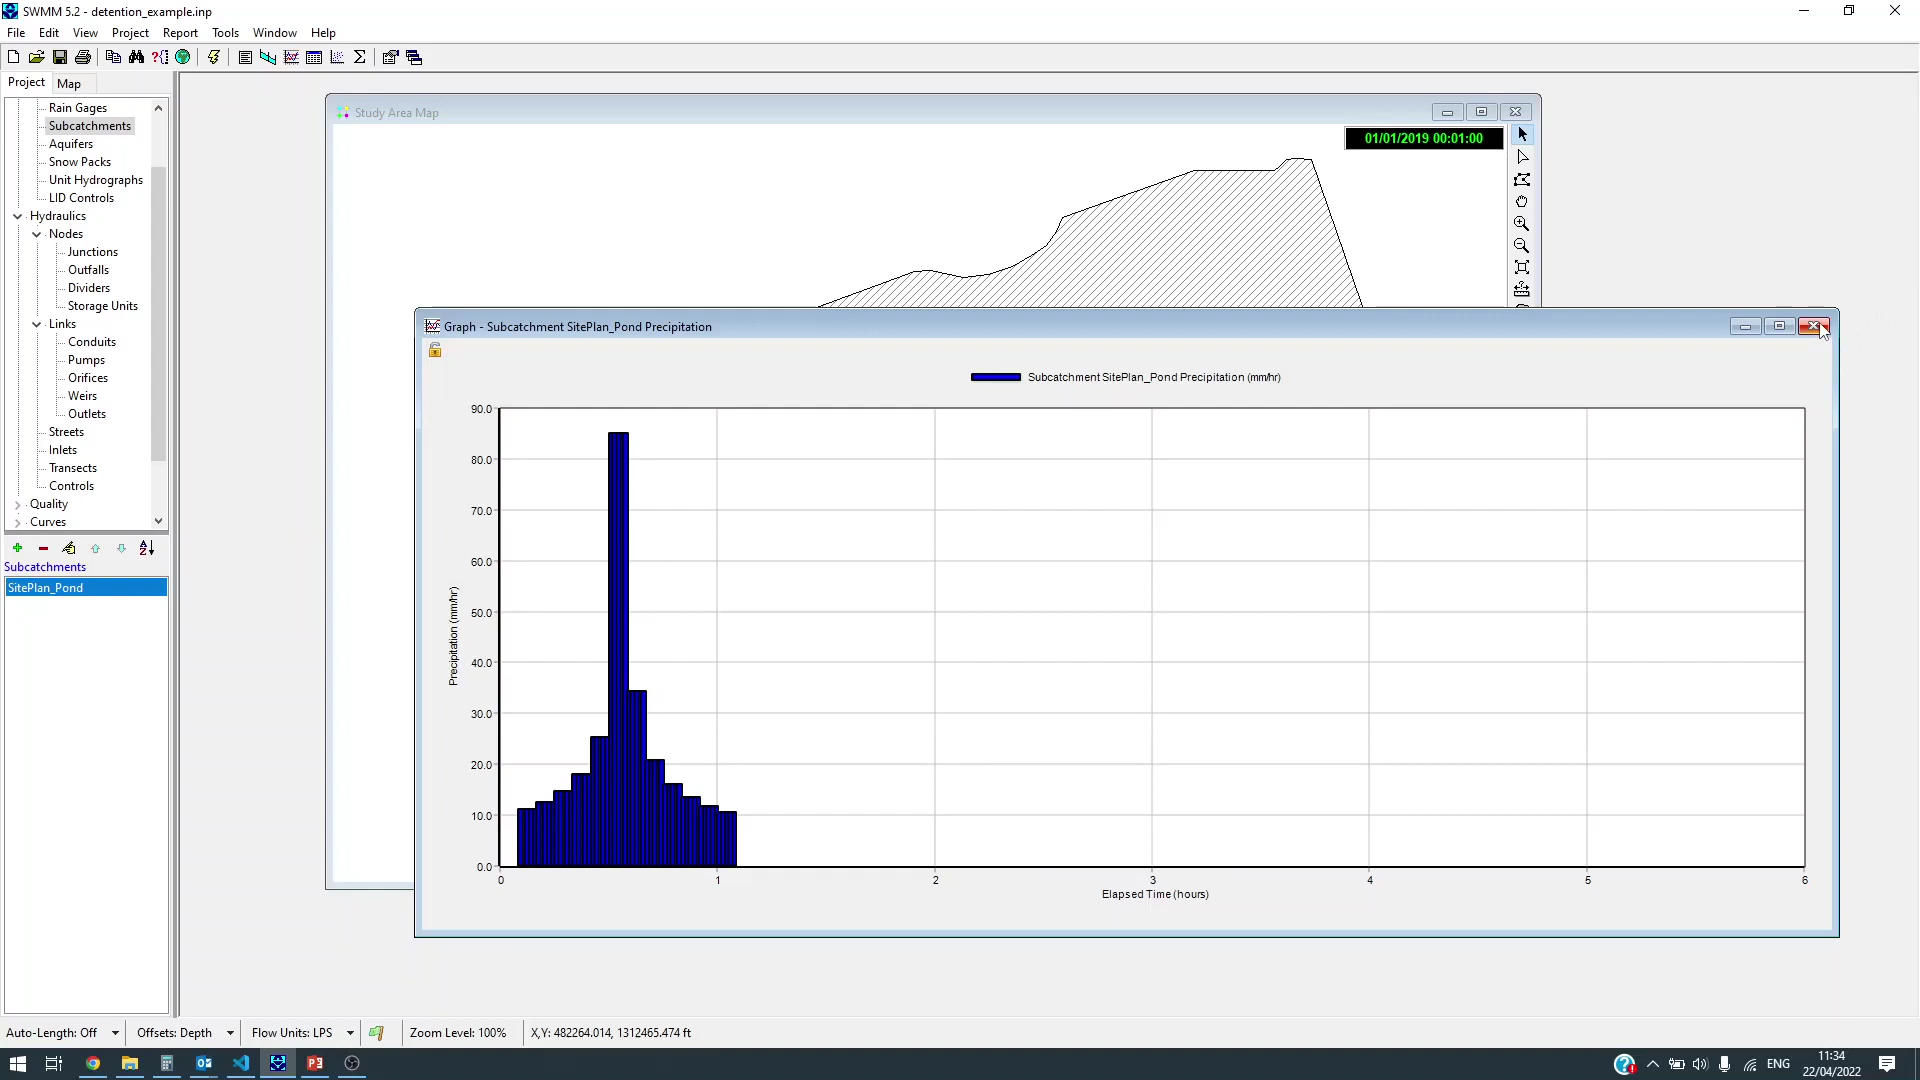 SWMM 5.2 - detention_example.inp
File Edit View Project Report Tools Window Help
Project Map
Rain Gages
Subcatchments
Aquifers
Snow Packs
Unit Hydrographs
LID Controls
Hydraulics
Nodes
Junctions
Outfalls
Dividers
Storage Units
Links
Conduits
Pumps
Orifices
Weirs
Outlets
Streets
Inlets
Transects
Controls
Quality
Curves
Subcatchments
SitePlan_Pond
Study Area Map
01/01/2019 00:01:00
Graph - Subcatchment SitePlan_Pond Precipitation
Subcatchment SitePlan_Pond Precipitation (mm/hr)
90.0
80.0
70.0
60.0
50.0
40.0
30.0
20.0
10.0
0.0
Precipitation (mm/hr)
0 1 2 3 4 5 6
Elapsed Time (hours)
Auto-Length: Off Offsets: Depth Flow Units: LPS Zoom Level: 100% X,Y: 482264.014, 1312465.474 ft
ENG
11:34
22/04/2022